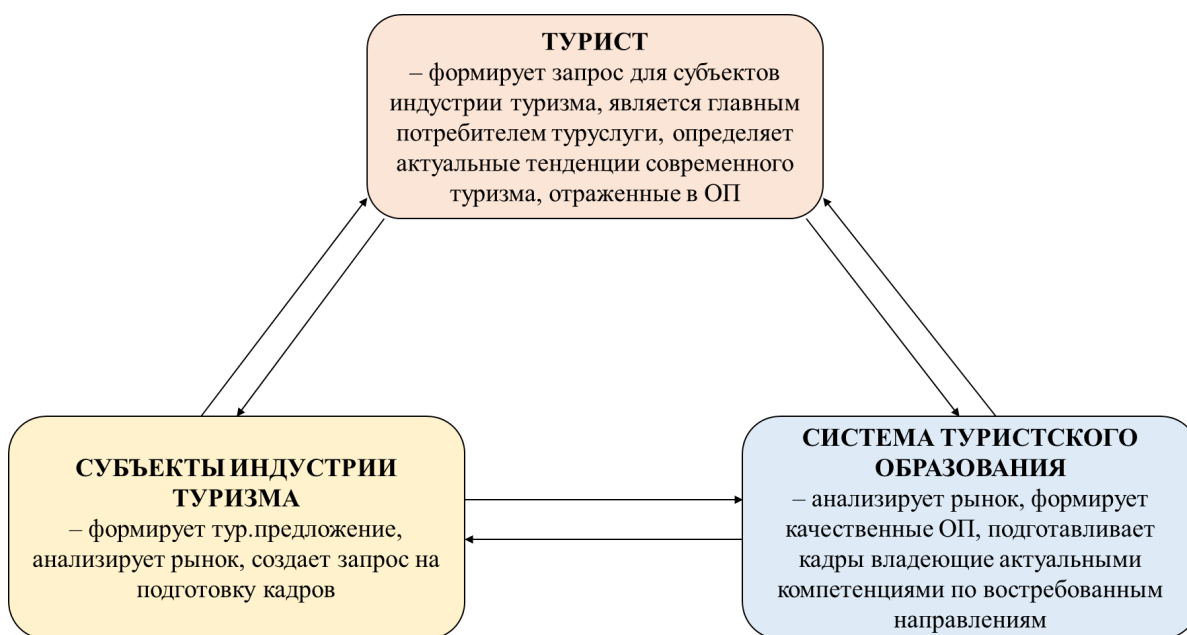 ТУРИСТ
– формирует запрос для субъектов
индустрии туризма, является главным
потребителем туруслуги, определяет
актуальные тенденции современного
туризма, отраженные в ОП
СУБЪЕКТЫ ИНДУСТРИИ
ТУРИЗМА
– формирует тур.предложение,
анализирует рынок, создает запрос на
подготовку кадров
СИСТЕМА ТУРИСТСКОГО
ОБРАЗОВАНИЯ
– анализирует рынок, формирует
качественные ОП, подготавливает
кадры владеющие актуальными
компетенциями по востребованным
направлениям